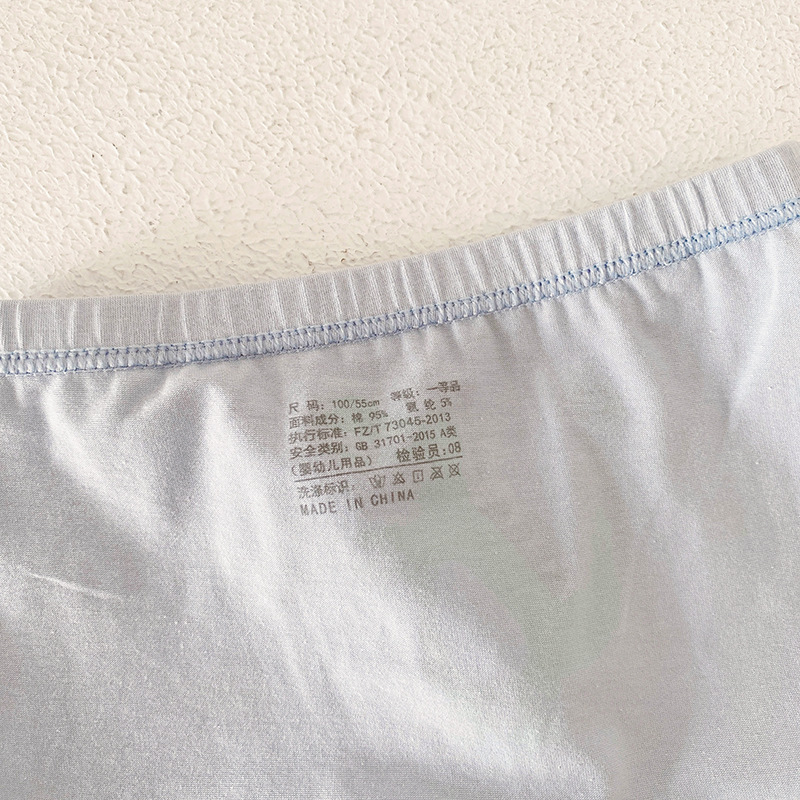 尺 码: 100/55cm 等级: 一等品
面料成分: 棉 95% 氨 纶 5%
执行标准: FZ/T 73045-2013
安全类别: GB 31701-2015 A类
(婴幼儿用品) 检验员:08
洗涤标识:
MADE IN CHINA